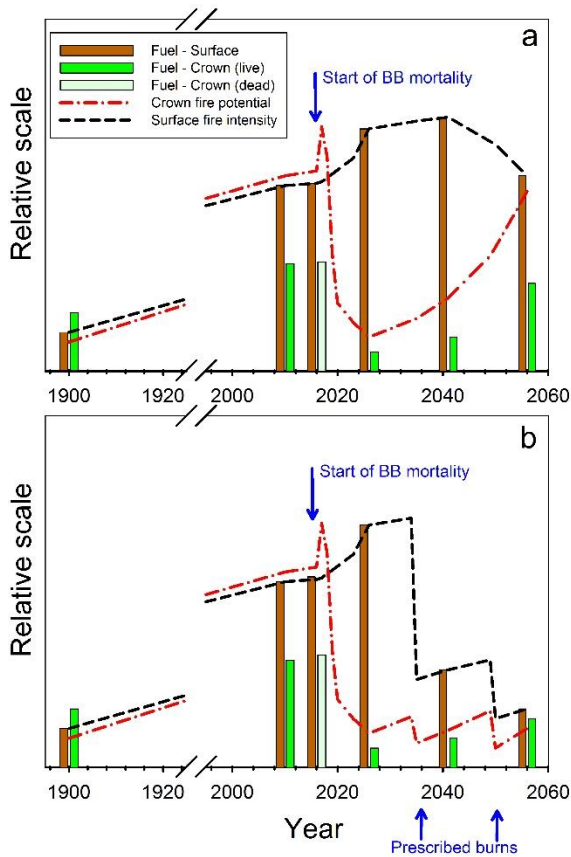 a
Fuel - Surface
Fuel - Crown (live)
Fuel - Crown (dead)
Crown fire potential
Surface fire intensity
Start of BB mortality
Relative scale
1900 1920 2000 2020 2040 2060
b
Start of BB mortality
Relative scale
1900 1920 2000 2020 2040 2060
Year
Prescribed burns